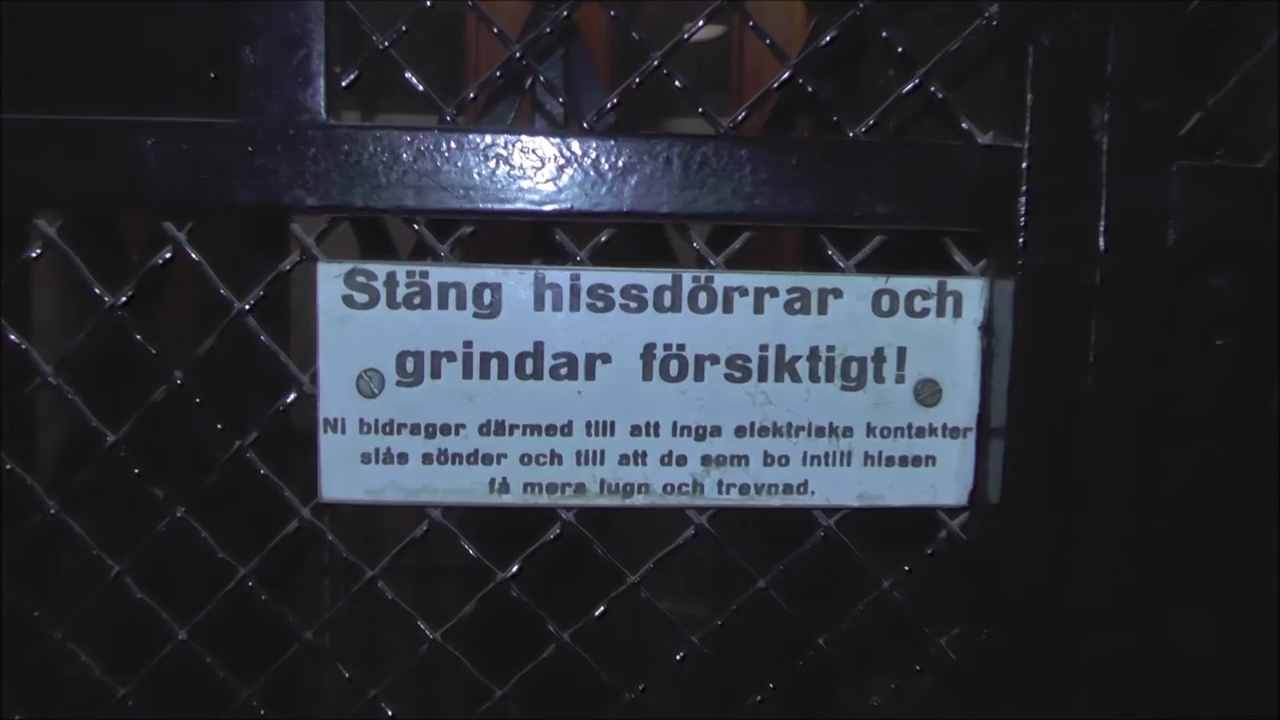 Stäng hissdörrar och
grindar försiktigt!
Ni bidrager därmed till att inga elektriska kontakter
slås sönder och till att de som bo intill hissen
få mera lugn och trevnad.